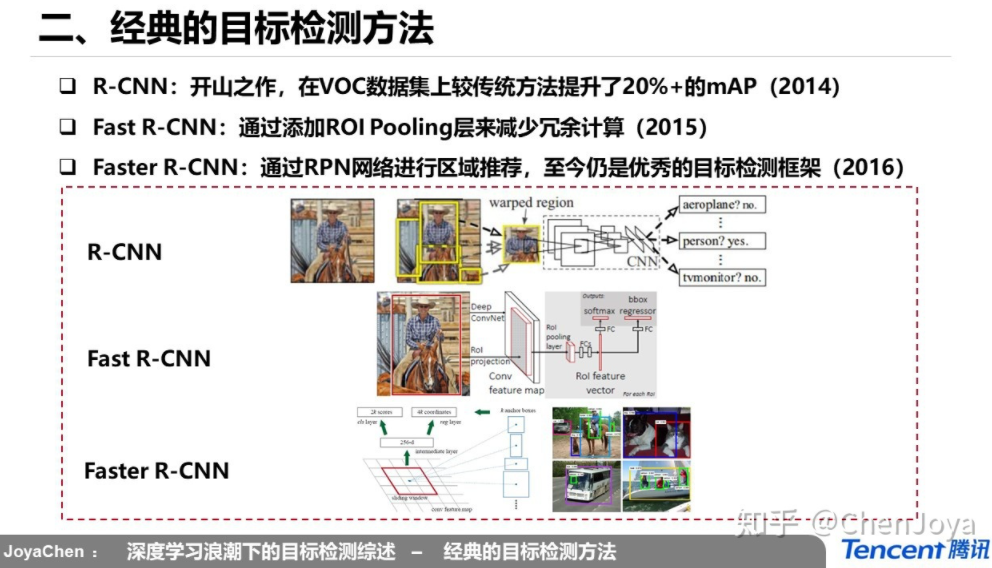 二、经典的目标检测方法
R-CNN：开山之作，在VOC数据集上较传统方法提升了20%+的mAP（2014）
Fast R-CNN：通过添加ROI Pooling层来减少冗余计算（2015）
Faster R-CNN：通过RPN网络进行区域推荐，至今仍是优秀的目标检测框架（2016）
R-CNN
warped region
aeroplane? no.
person? yes.
CNN
tvmonitor? no.
Fast R-CNN
Deep
ConvNet
RoI
projection
Conv
feature map
RoI
pooling
layer
FCs
RoI feature
vector
Outputs:
softmax
bbox
regressor
FC
FC
For each RoI
Faster R-CNN
2k scores
4k coordinates
k anchor boxes
cls layer
reg layer
256-d
intermediate layer
sliding window
conv feature map
知乎 @ChenJoya
JoyaChen ： 深度学习浪潮下的目标检测综述 – 经典的目标检测方法
Tencent 腾讯